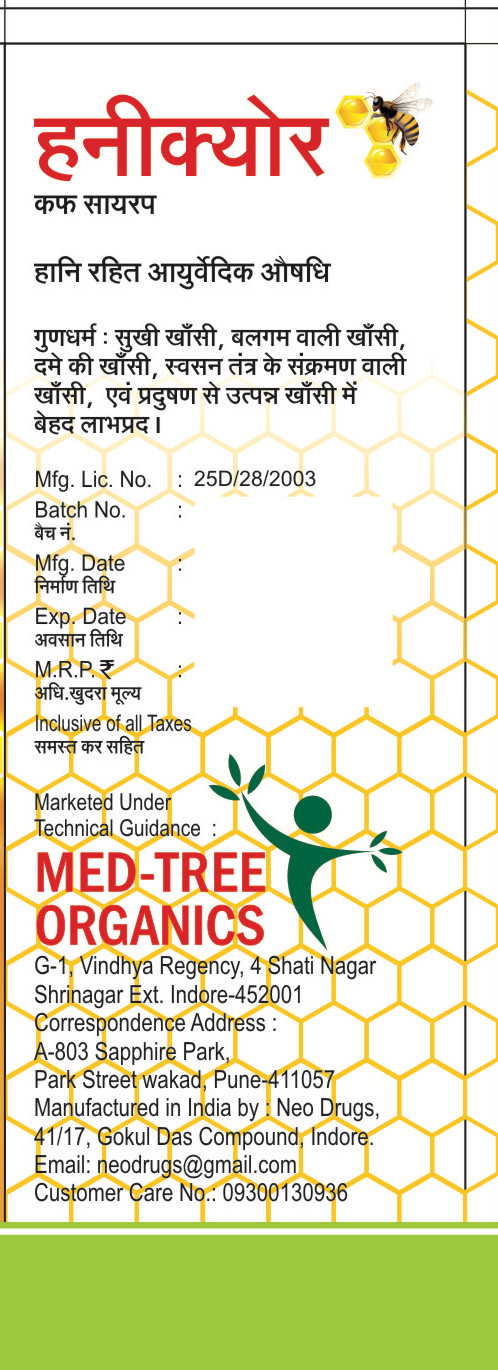 हनीक्योर
कफ सायरप
हानि रहित आयुर्वेदिक औषधि
गुणधर्म : सुखी खाँसी, बलगम वाली खाँसी,
दमे की खाँसी, स्वसन तंत्र के संक्रमण वाली
खाँसी, एवं प्रदुषण से उत्पन्न खाँसी में
बेहद लाभप्रद ।
Mfg. Lic. No. : 25D/28/2003
Batch No. :
बैच नं.
Mfg. Date :
निर्माण तिथि
Exp. Date :
अवसान तिथि
M.R.P. ₹ :
अधि.खुदरा मूल्य
Inclusive of all Taxes
समस्त कर सहित
Marketed Under
Technical Guidance :
MED-TREE
ORGANICS
G-1, Vindhya Regency, 4 Shati Nagar
Shrinagar Ext. Indore-452001
Correspondence Address :
A-803 Sapphire Park,
Park Street wakad, Pune-411057
Manufactured in India by : Neo Drugs,
41/17, Gokul Das Compound, Indore.
Email: neodrugs@gmail.com
Customer Care No.: 09300130936